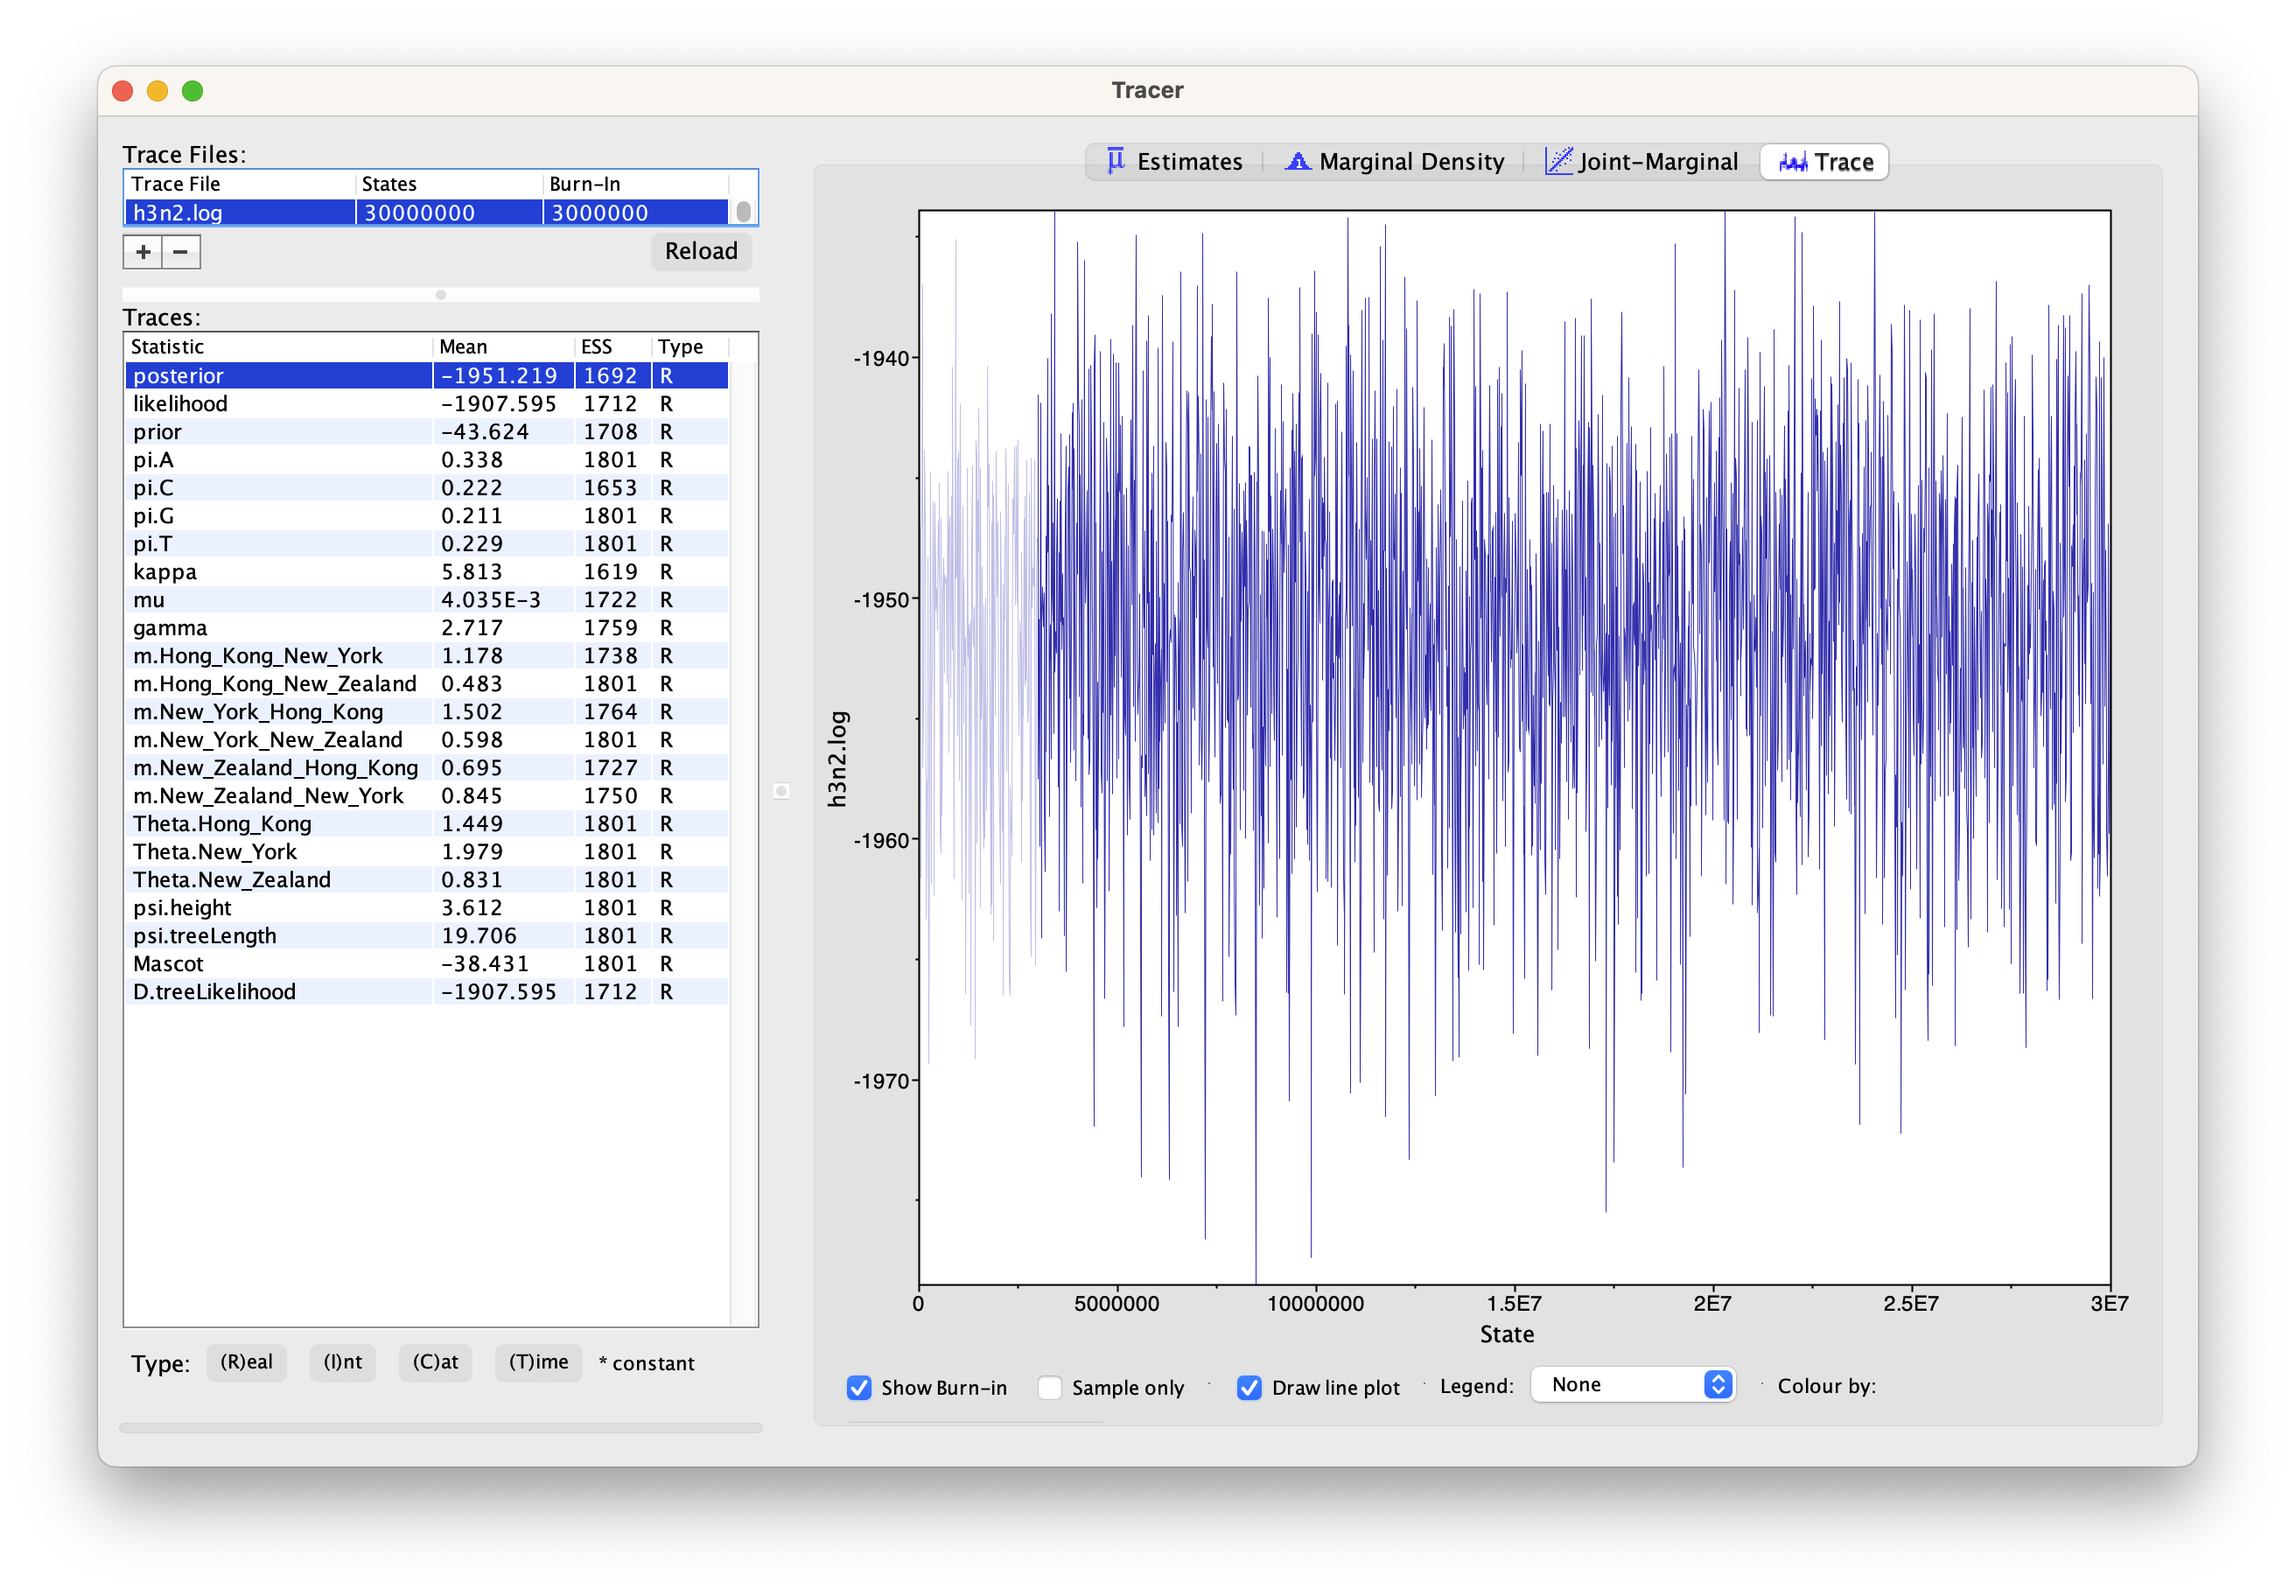 Tracer
Trace Files:
Trace File States Burn-In
h3n2.log 30000000 3000000
+ −
Reload
Traces:
Statistic Mean ESS Type
posterior -1951.219 1692 R
likelihood -1907.595 1712 R
prior -43.624 1708 R
pi.A 0.338 1801 R
pi.C 0.222 1653 R
pi.G 0.211 1801 R
pi.T 0.229 1801 R
kappa 5.813 1619 R
mu 4.035E-3 1722 R
gamma 2.717 1759 R
m.Hong_Kong_New_York 1.178 1738 R
m.Hong_Kong_New_Zealand 0.483 1801 R
m.New_York_Hong_Kong 1.502 1764 R
m.New_York_New_Zealand 0.598 1801 R
m.New_Zealand_Hong_Kong 0.695 1727 R
m.New_Zealand_New_York 0.845 1750 R
Theta.Hong_Kong 1.449 1801 R
Theta.New_York 1.979 1801 R
Theta.New_Zealand 0.831 1801 R
psi.height 3.612 1801 R
psi.treeLength 19.706 1801 R
Mascot -38.431 1801 R
D.treeLikelihood -1907.595 1712 R
Type: (R)eal (I)nt (C)at (T)ime * constant
Estimates Marginal Density Joint-Marginal Trace
-1940
-1950
-1960
-1970
h3n2.log
0 5000000 10000000 1.5E7 2E7 2.5E7 3E7
State
Show Burn-in Sample only Draw line plot Legend: None Colour by: